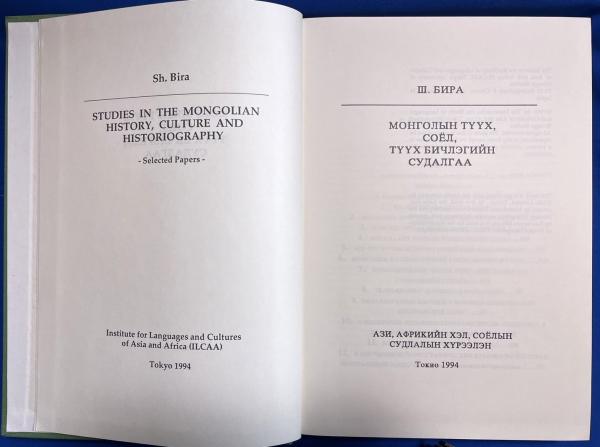 Sh. Bira
STUDIES IN THE MONGOLIAN
HISTORY, CULTURE AND
HISTORIOGRAPHY
- Selected Papers -
Institute for Languages and Cultures
of Asia and Africa (ILCAA)
Tokyo 1994
Ш. БИРА
МОНГОЛЫН ТҮҮХ,
СОЁЛ,
ТҮҮХ БИЧЛЭГИЙН
СУДАЛГАА
АЗИ, АФРИКИЙН ХЭЛ, СОЁЛЫН
СУДЛАЛЫН ХҮРЭЭЛЭН
Токио 1994